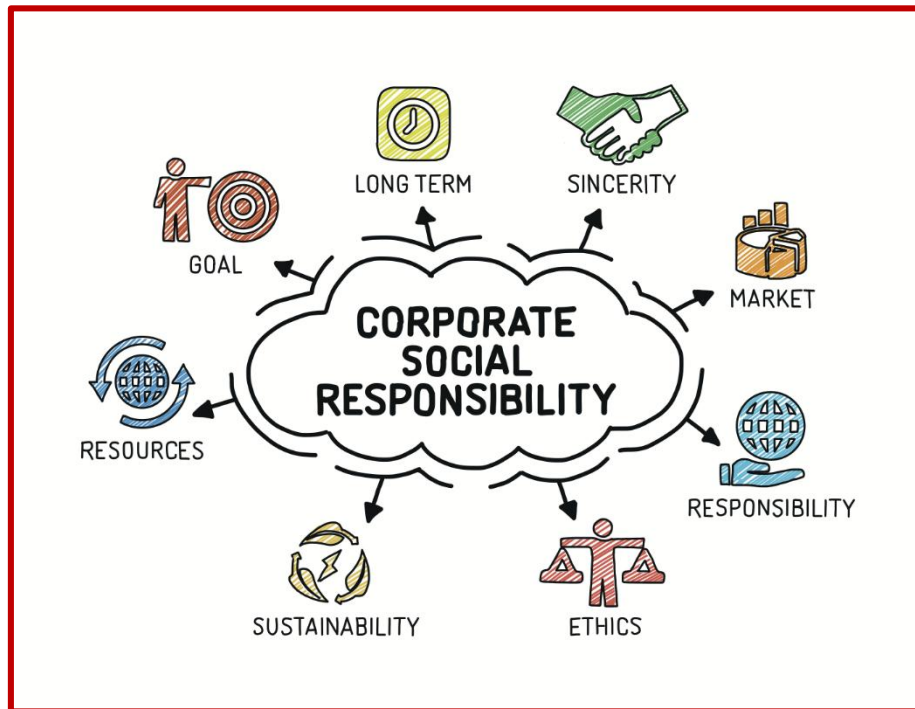 LONG TERM
SINCERITY
GOAL
MARKET
CORPORATE
SOCIAL
RESPONSIBILITY
RESOURCES
RESPONSIBILITY
SUSTAINABILITY
ETHICS